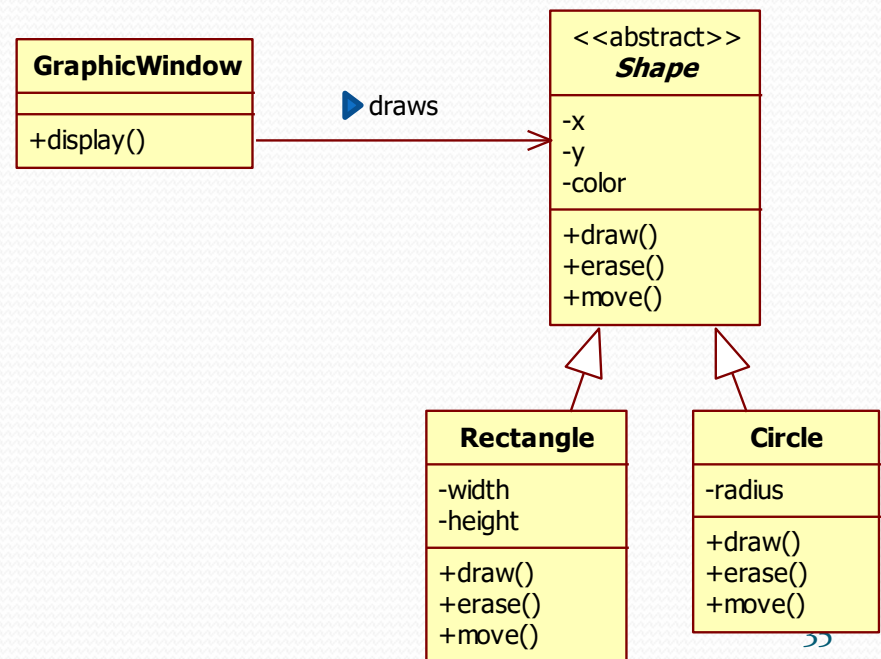 GraphicWindow
+display()
draws
<<abstract>>
Shape
-x
-y
-color
+draw()
+erase()
+move()
Rectangle
-width
-height
+draw()
+erase()
+move()
Circle
-radius
+draw()
+erase()
+move()